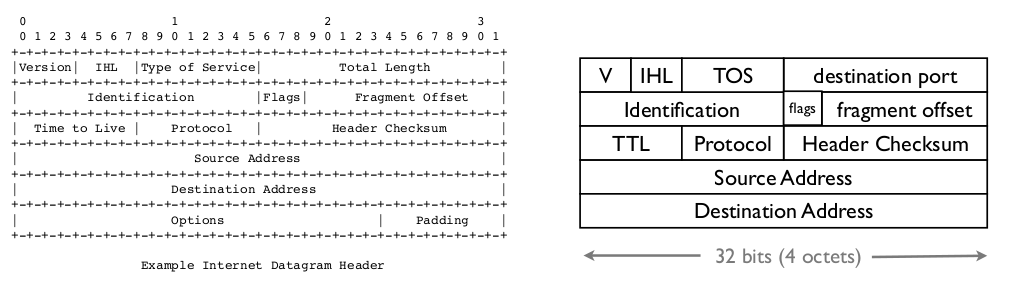 0 1 2 3
0 1 2 3 4 5 6 7 8 9 0 1 2 3 4 5 6 7 8 9 0 1 2 3 4 5 6 7 8 9 0 1
+-+-+-+-+-+-+-+-+-+-+-+-+-+-+-+-+-+-+-+-+-+-+-+-+-+-+-+-+-+-+-+-+
|Version| IHL |Type of Service| Total Length |
+-+-+-+-+-+-+-+-+-+-+-+-+-+-+-+-+-+-+-+-+-+-+-+-+-+-+-+-+-+-+-+-+
| Identification |Flags| Fragment Offset |
+-+-+-+-+-+-+-+-+-+-+-+-+-+-+-+-+-+-+-+-+-+-+-+-+-+-+-+-+-+-+-+-+
| Time to Live | Protocol | Header Checksum |
+-+-+-+-+-+-+-+-+-+-+-+-+-+-+-+-+-+-+-+-+-+-+-+-+-+-+-+-+-+-+-+-+
| Source Address |
+-+-+-+-+-+-+-+-+-+-+-+-+-+-+-+-+-+-+-+-+-+-+-+-+-+-+-+-+-+-+-+-+
| Destination Address |
+-+-+-+-+-+-+-+-+-+-+-+-+-+-+-+-+-+-+-+-+-+-+-+-+-+-+-+-+-+-+-+-+
| Options | Padding |
+-+-+-+-+-+-+-+-+-+-+-+-+-+-+-+-+-+-+-+-+-+-+-+-+-+-+-+-+-+-+-+-+
Example Internet Datagram Header
V IHL TOS destination port
Identification flags fragment offset
TTL Protocol Header Checksum
Source Address
Destination Address
32 bits (4 octets)